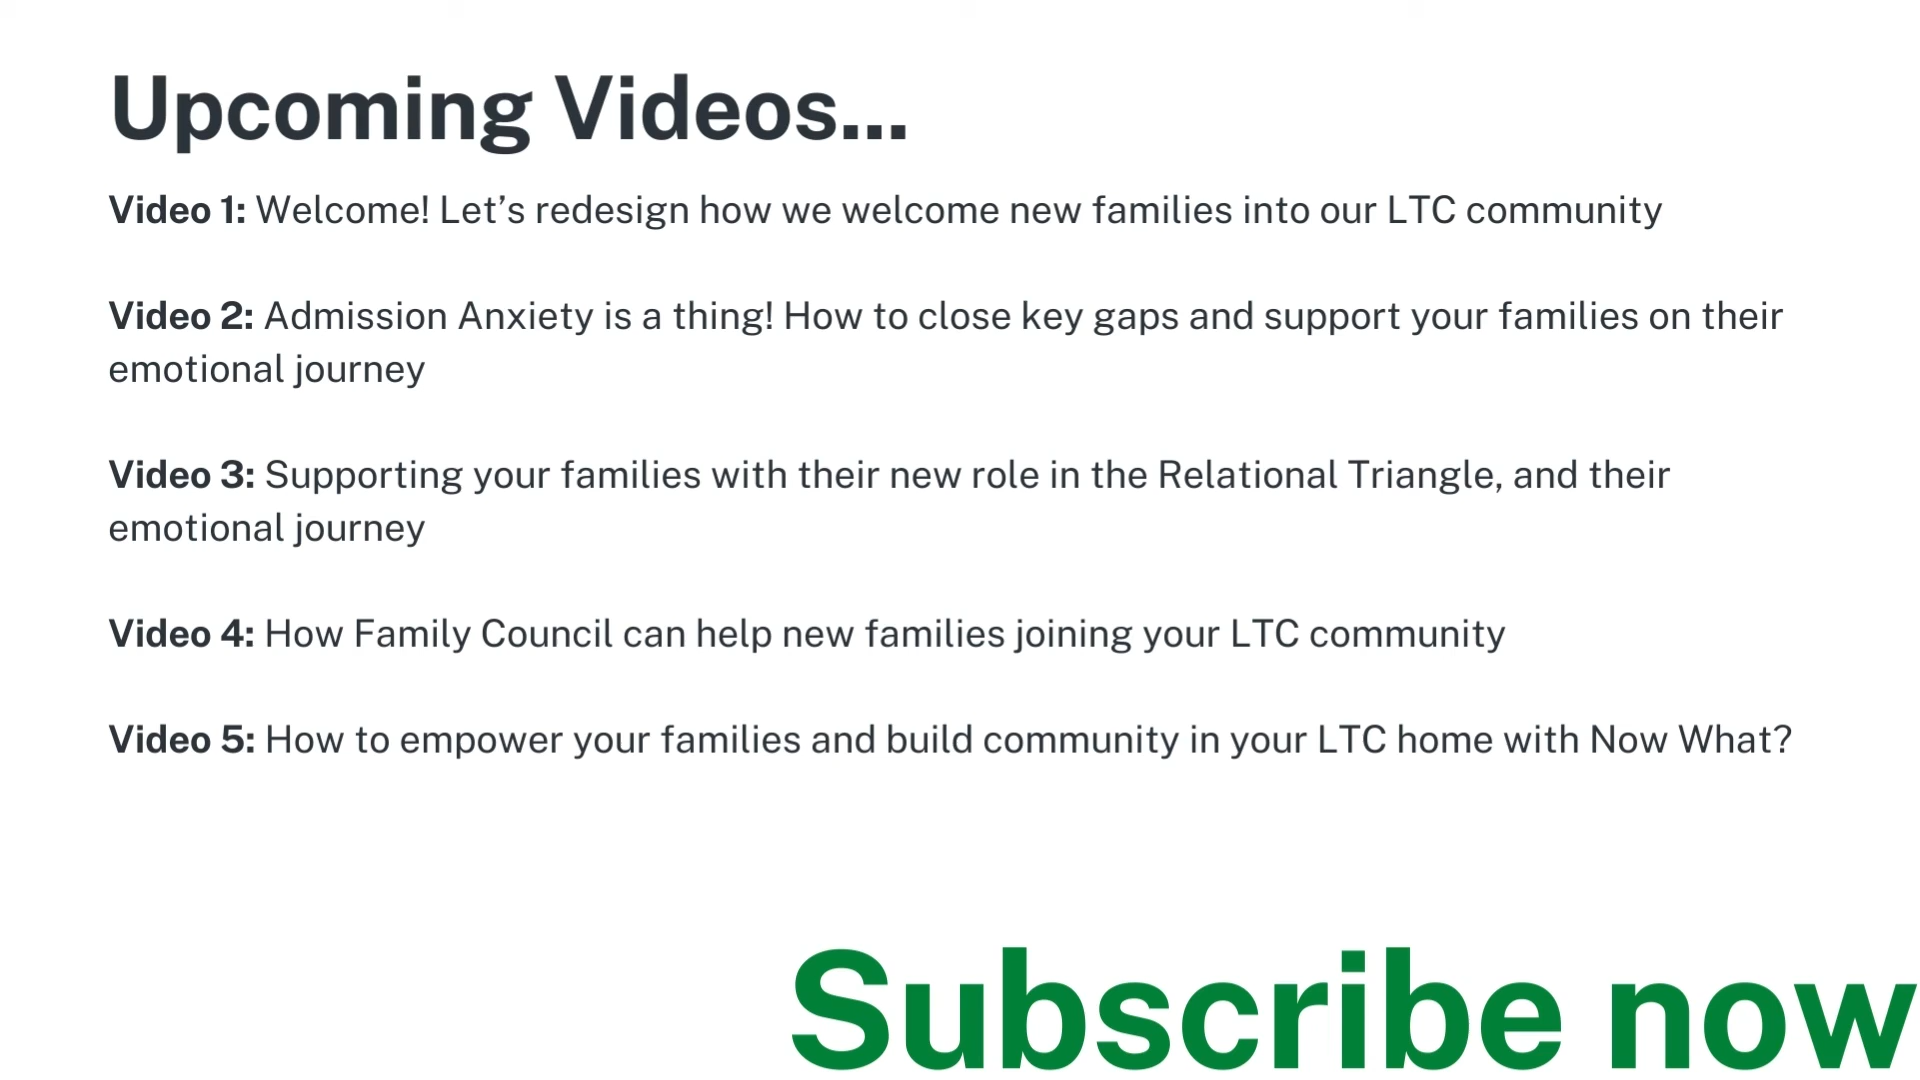 Upcoming Videos...
Video 1: Welcome! Let’s redesign how we welcome new families into our LTC community
Video 2: Admission Anxiety is a thing! How to close key gaps and support your families on their
emotional journey
Video 3: Supporting your families with their new role in the Relational Triangle, and their
emotional journey
Video 4: How Family Council can help new families joining your LTC community
Video 5: How to empower your families and build community in your LTC home with Now What?
Subscribe now